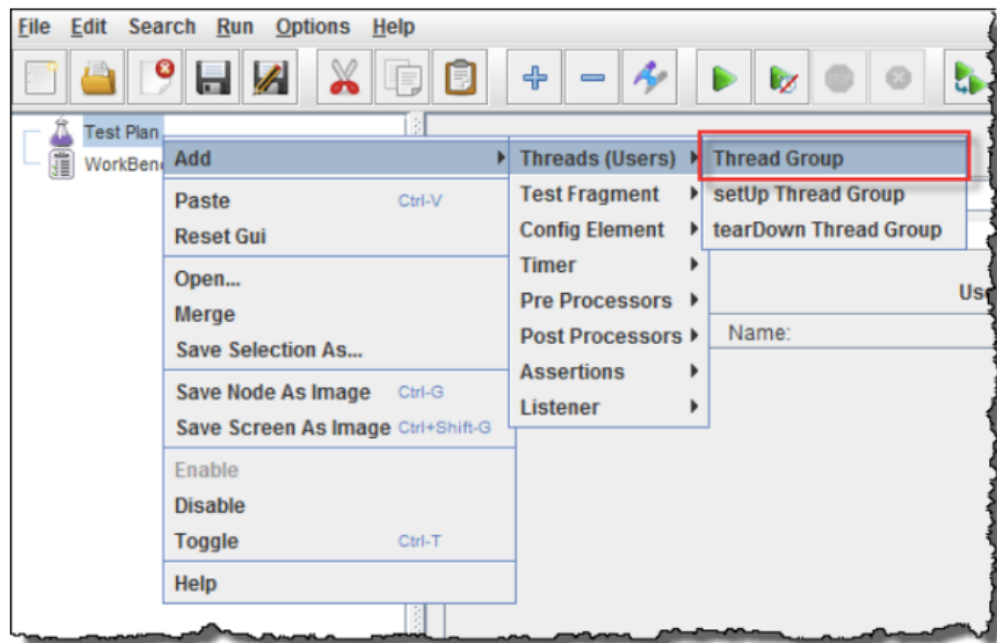 File Edit Search Run Options Help
Test Plan
WorkBen
Add
Paste Ctrl-V
Reset Gui
Open...
Merge
Save Selection As...
Save Node As Image Ctrl-G
Save Screen As Image Ctrl+Shift-G
Enable
Disable
Toggle Ctrl-T
Help
Threads (Users)
Test Fragment
Config Element
Timer
Pre Processors
Post Processors
Assertions
Listener
Thread Group
setUp Thread Group
tearDown Thread Group
Use
Name: